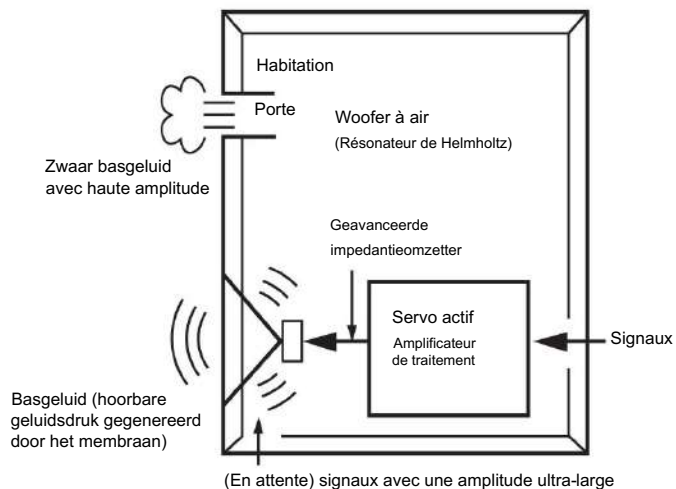 Habitation
Porte
Woofer à air
(Résonateur de Helmholtz)
Zwaar basgeluid
avec haute amplitude
Geavanceerde
impedantieomzetter
Servo actif
Amplificateur
de traitement
Signaux
Basgeluid (hoorbare
geluidsdruk gegenereerd
door het membraan)
(En attente) signaux avec une amplitude ultra-large